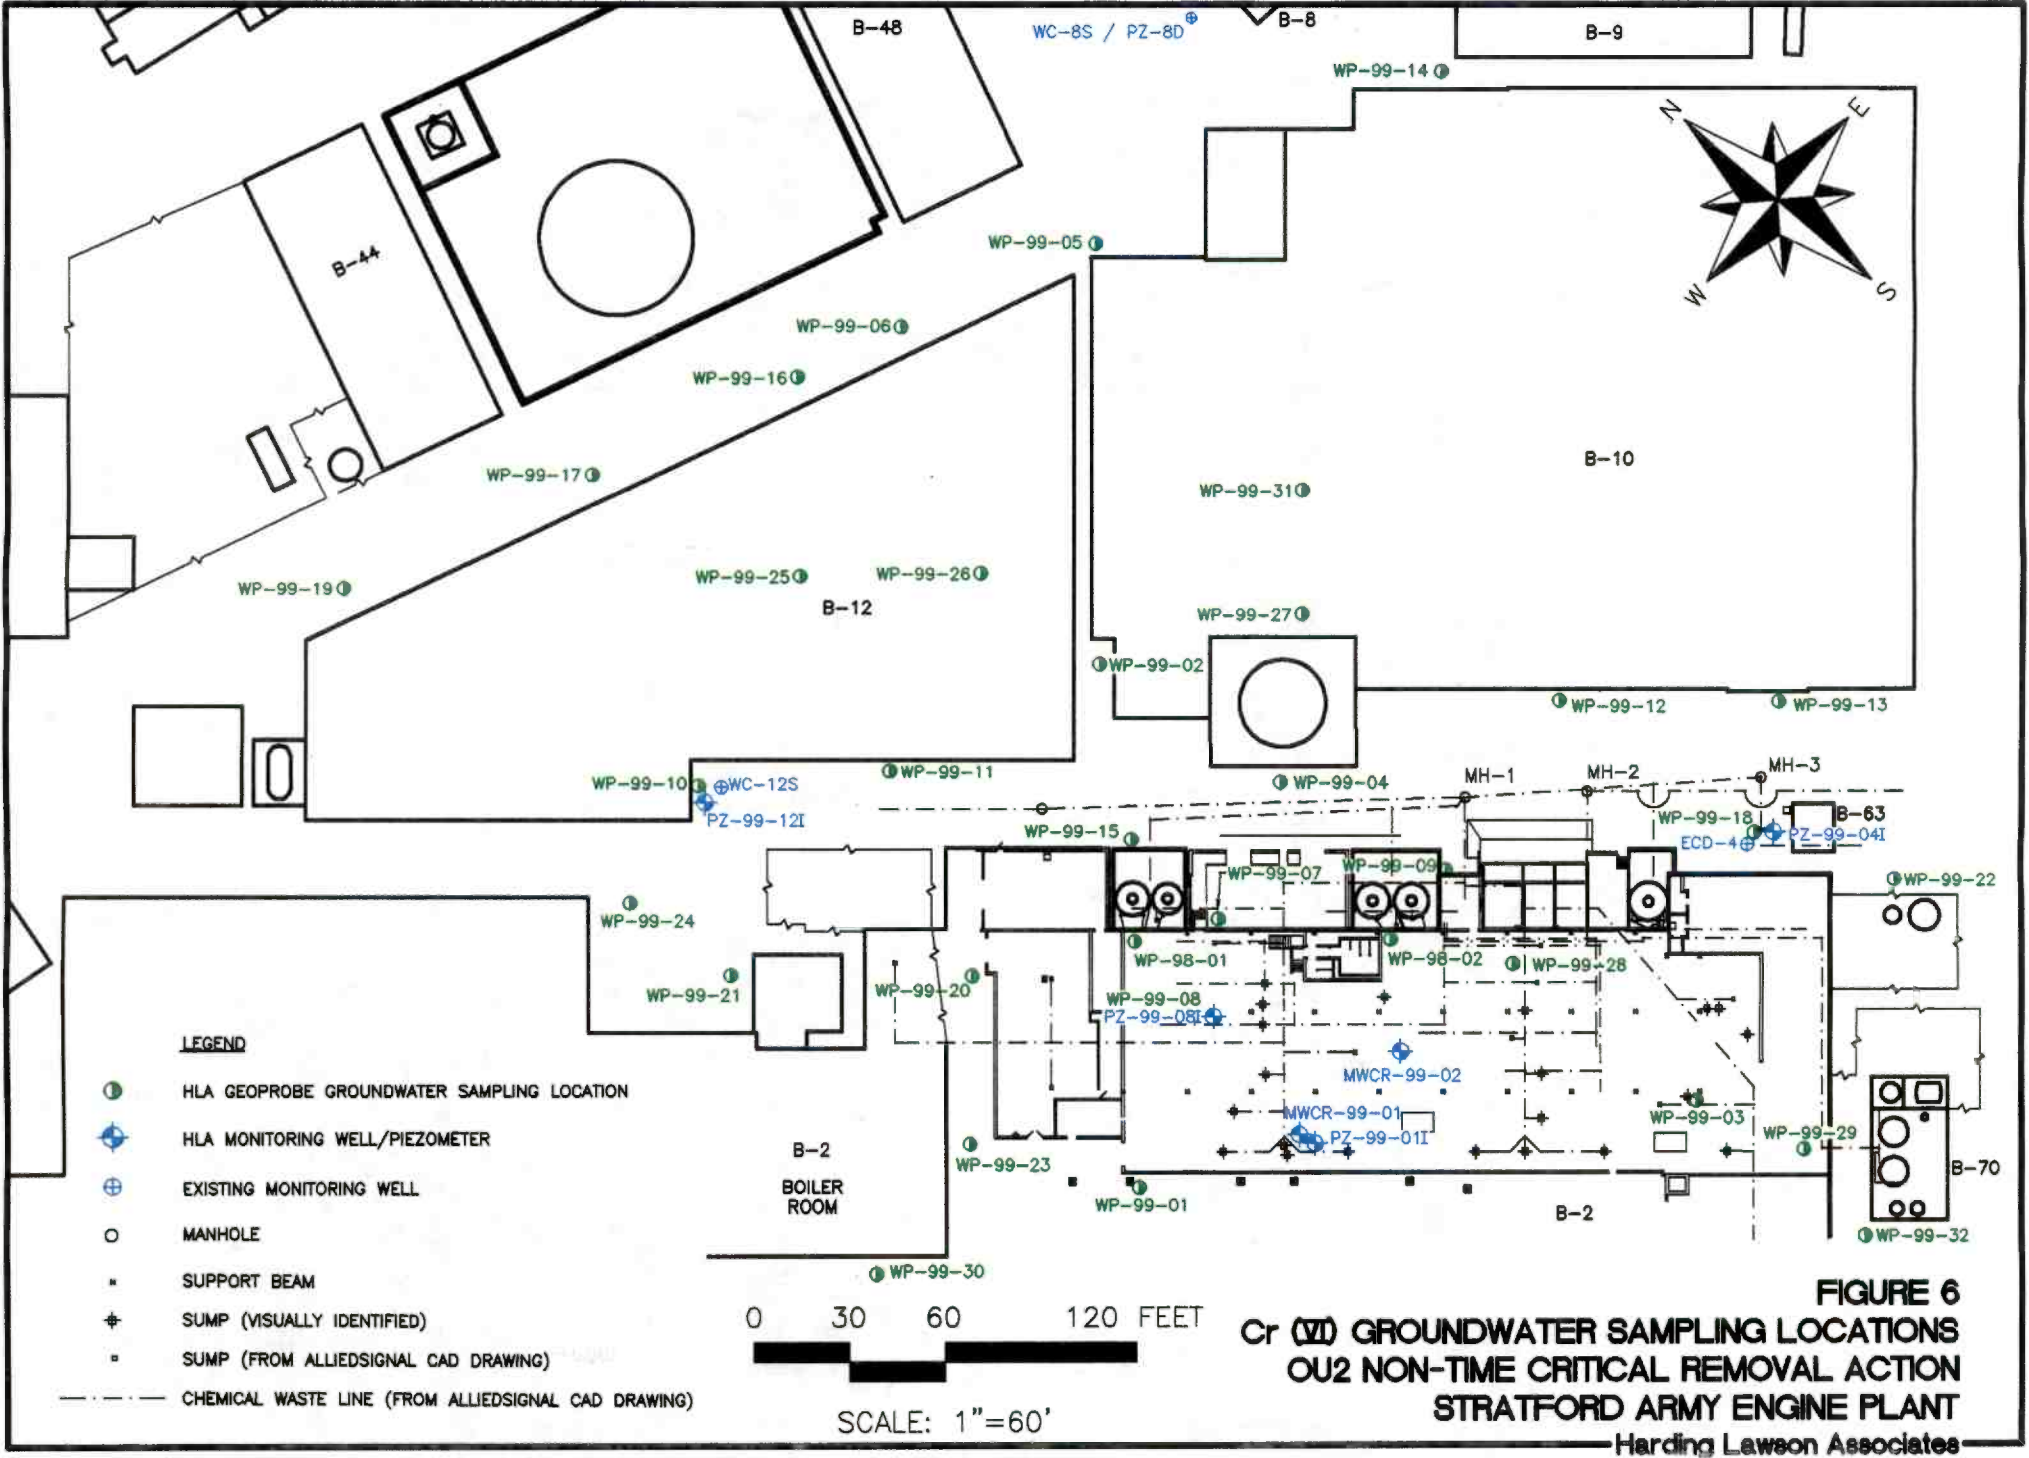 B-48
WC-8S / PZ-8D
B-8
B-9
WP-99-14
N
E
W
S
B-44
WP-99-05
WP-99-06
WP-99-16
WP-99-17
B-10
WP-99-31
WP-99-19
WP-99-25
WP-99-26
B-12
WP-99-27
WP-99-02
WP-99-12
WP-99-13
WP-99-10
WC-12S
PZ-99-12I
WP-99-11
WP-99-04
MH-1
MH-2
MH-3
WP-99-15
WP-99-18
B-63
PZ-99-04I
ECD-4
WP-99-07
WP-99-09
WP-99-22
WP-99-24
WP-98-01
WP-98-02
WP-99-28
WP-99-21
WP-99-20
WP-99-08
PZ-99-08I
MWCR-99-02
MWCR-99-01
PZ-99-01I
WP-99-03
WP-99-29
B-70
WP-99-23
B-2
BOILER
ROOM
WP-99-01
B-2
WP-99-32
WP-99-30
LEGEND
HLA GEOPROBE GROUNDWATER SAMPLING LOCATION
HLA MONITORING WELL/PIEZOMETER
EXISTING MONITORING WELL
MANHOLE
SUPPORT BEAM
SUMP (VISUALLY IDENTIFIED)
SUMP (FROM ALLIEDSIGNAL CAD DRAWING)
CHEMICAL WASTE LINE (FROM ALLIEDSIGNAL CAD DRAWING)
0 30 60 120 FEET
SCALE: 1"=60'
FIGURE 6
Cr (VI) GROUNDWATER SAMPLING LOCATIONS
OU2 NON-TIME CRITICAL REMOVAL ACTION
STRATFORD ARMY ENGINE PLANT
Harding Lawson Associates